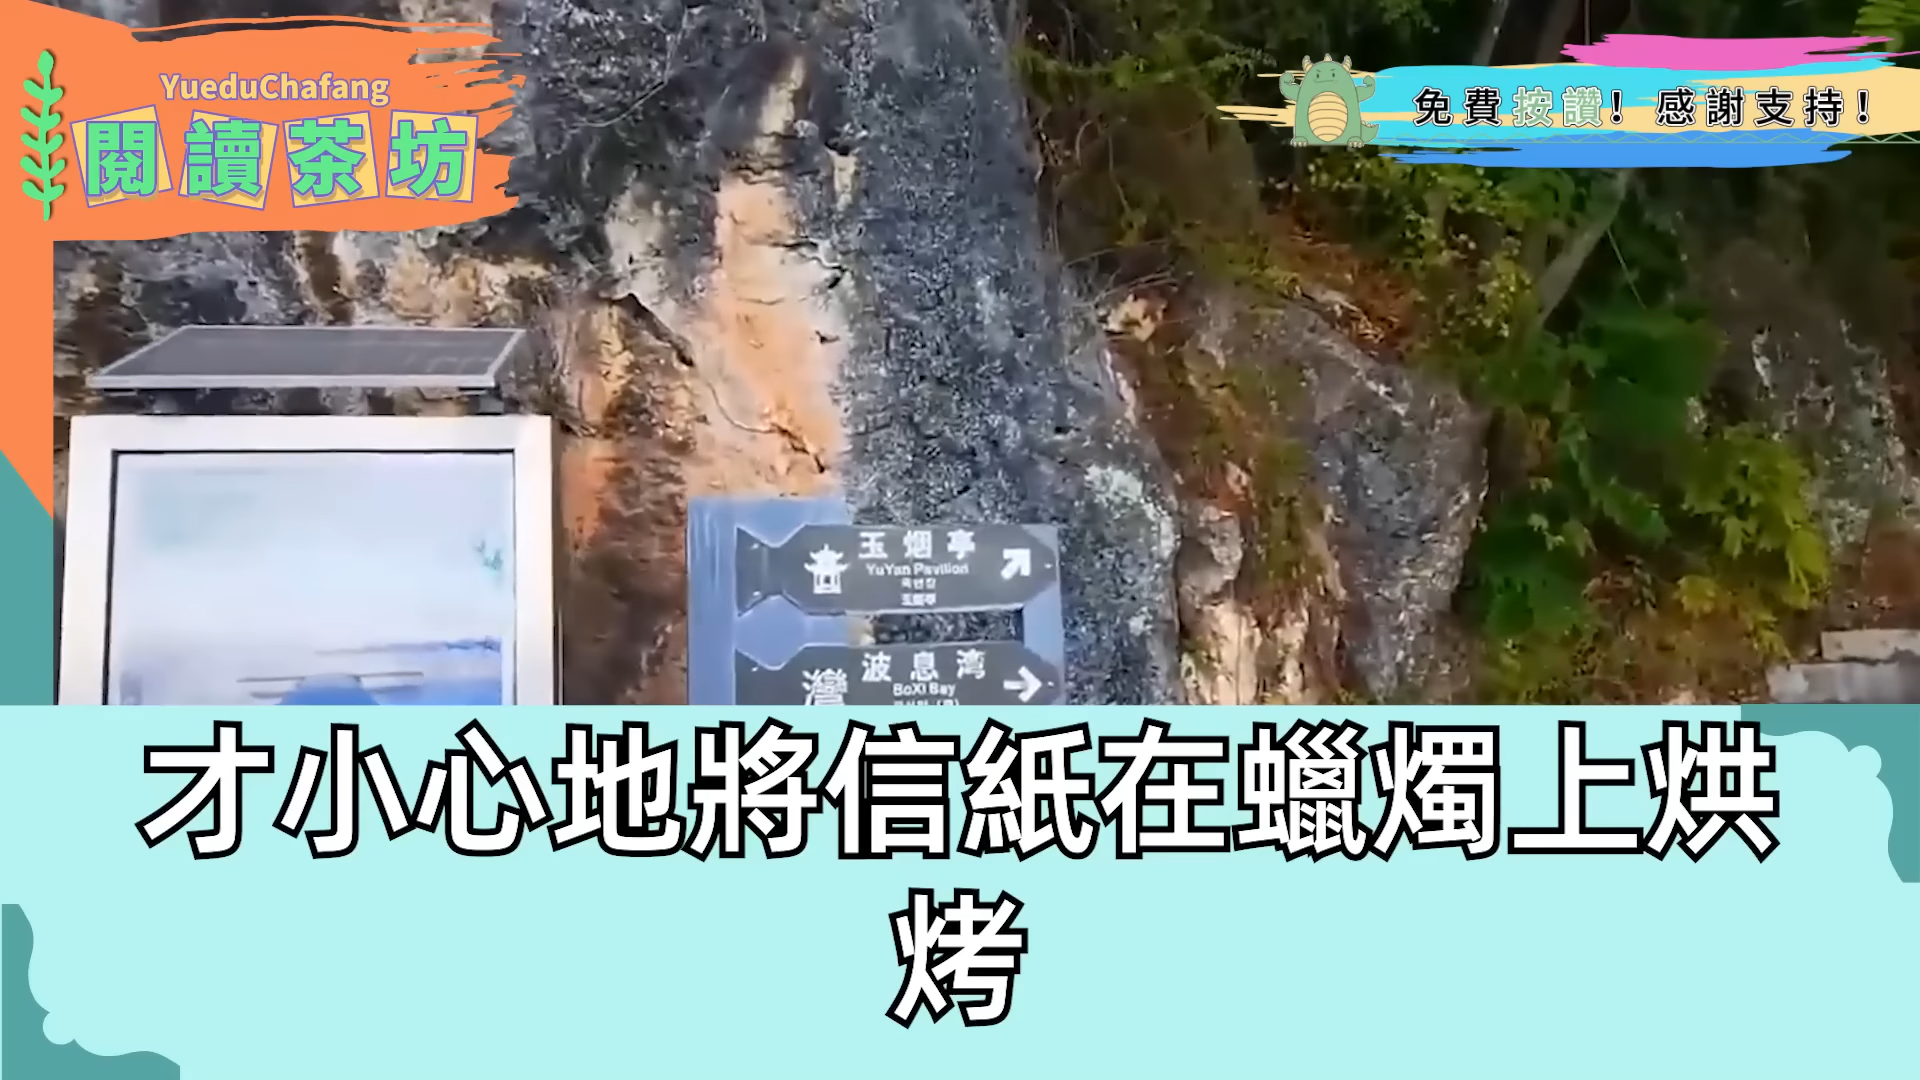 YueduChafang
閱讀茶坊
免費按讚！感謝支持！
玉烟亭
YuYan Pavilion
波息湾
BoXi Bay
才小心地將信紙在蠟燭上烘
烤